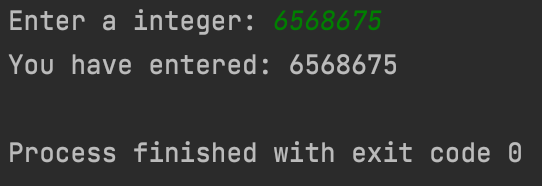 Enter a integer: 6568675
You have entered: 6568675
Process finished with exit code 0